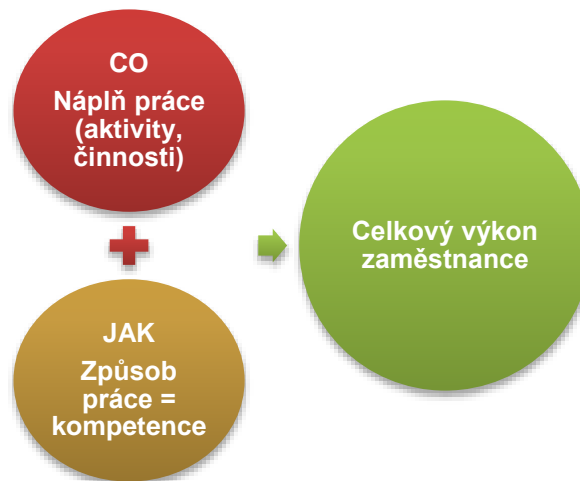 CO
Náplň práce
(aktivity,
činnosti)
JAK
Způsob
práce =
kompetence
Celkový výkon
zaměstnance